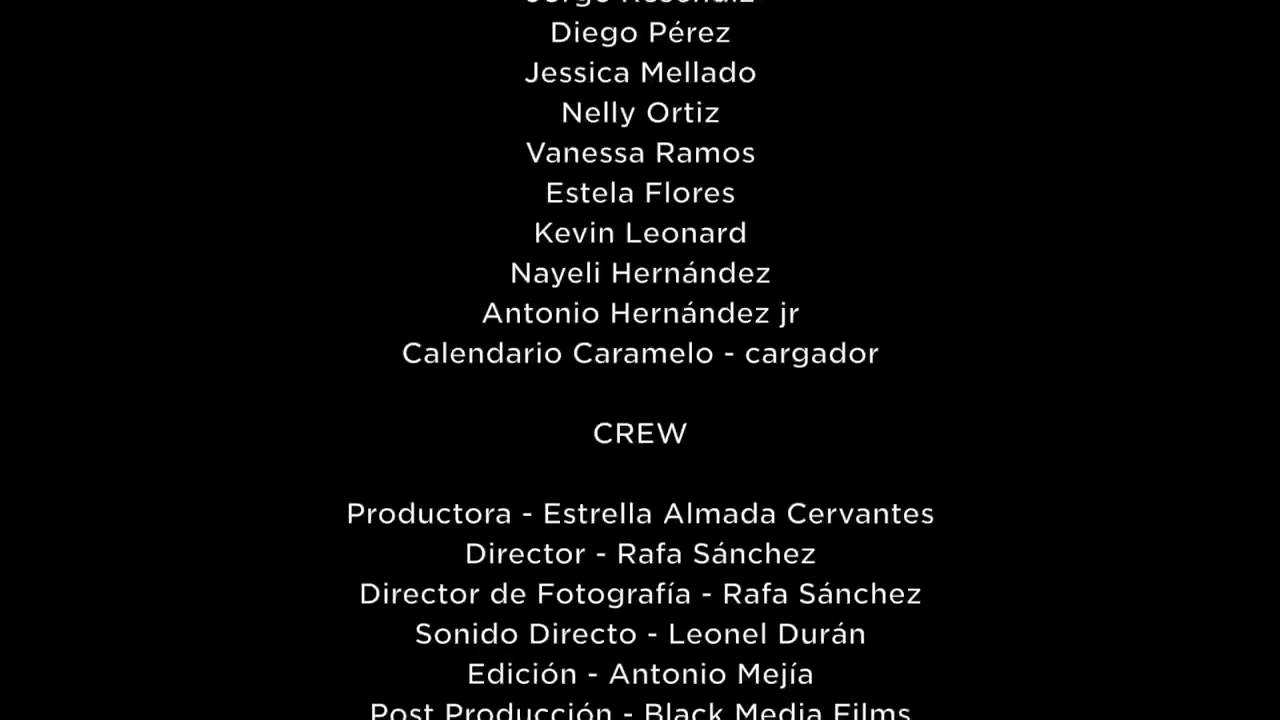 Diego Pérez
Jessica Mellado
Nelly Ortiz
Vanessa Ramos
Estela Flores
Kevin Leonard
Nayeli Hernández
Antonio Hernández jr
Calendario Caramelo - cargador
CREW
Productora - Estrella Almada Cervantes
Director - Rafa Sánchez
Director de Fotografía - Rafa Sánchez
Sonido Directo - Leonel Durán
Edición - Antonio Mejía
Post Producción - Black Media Films